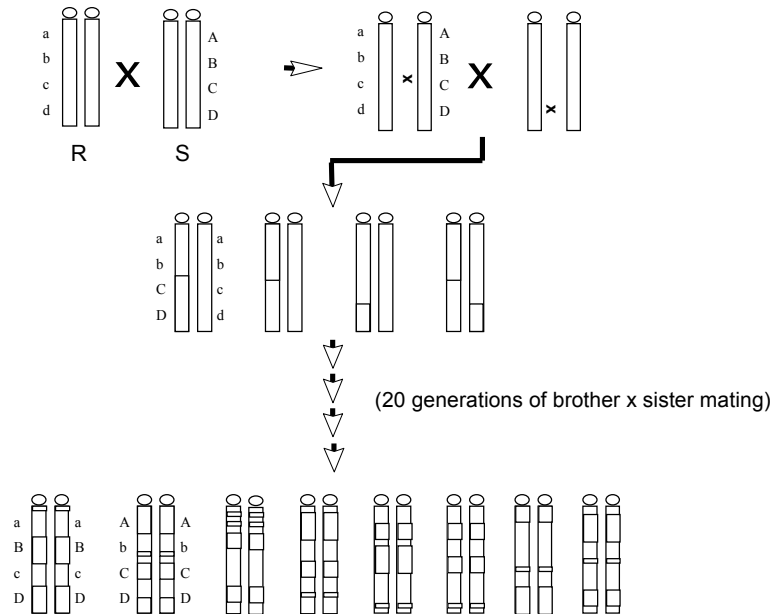 a A a A
b B b B
c X C c x C X
d D d D x
R S
a a
b b
C c
D d
(20 generations of brother x sister mating)
a a A A
B B b b
c c C C
D D D D